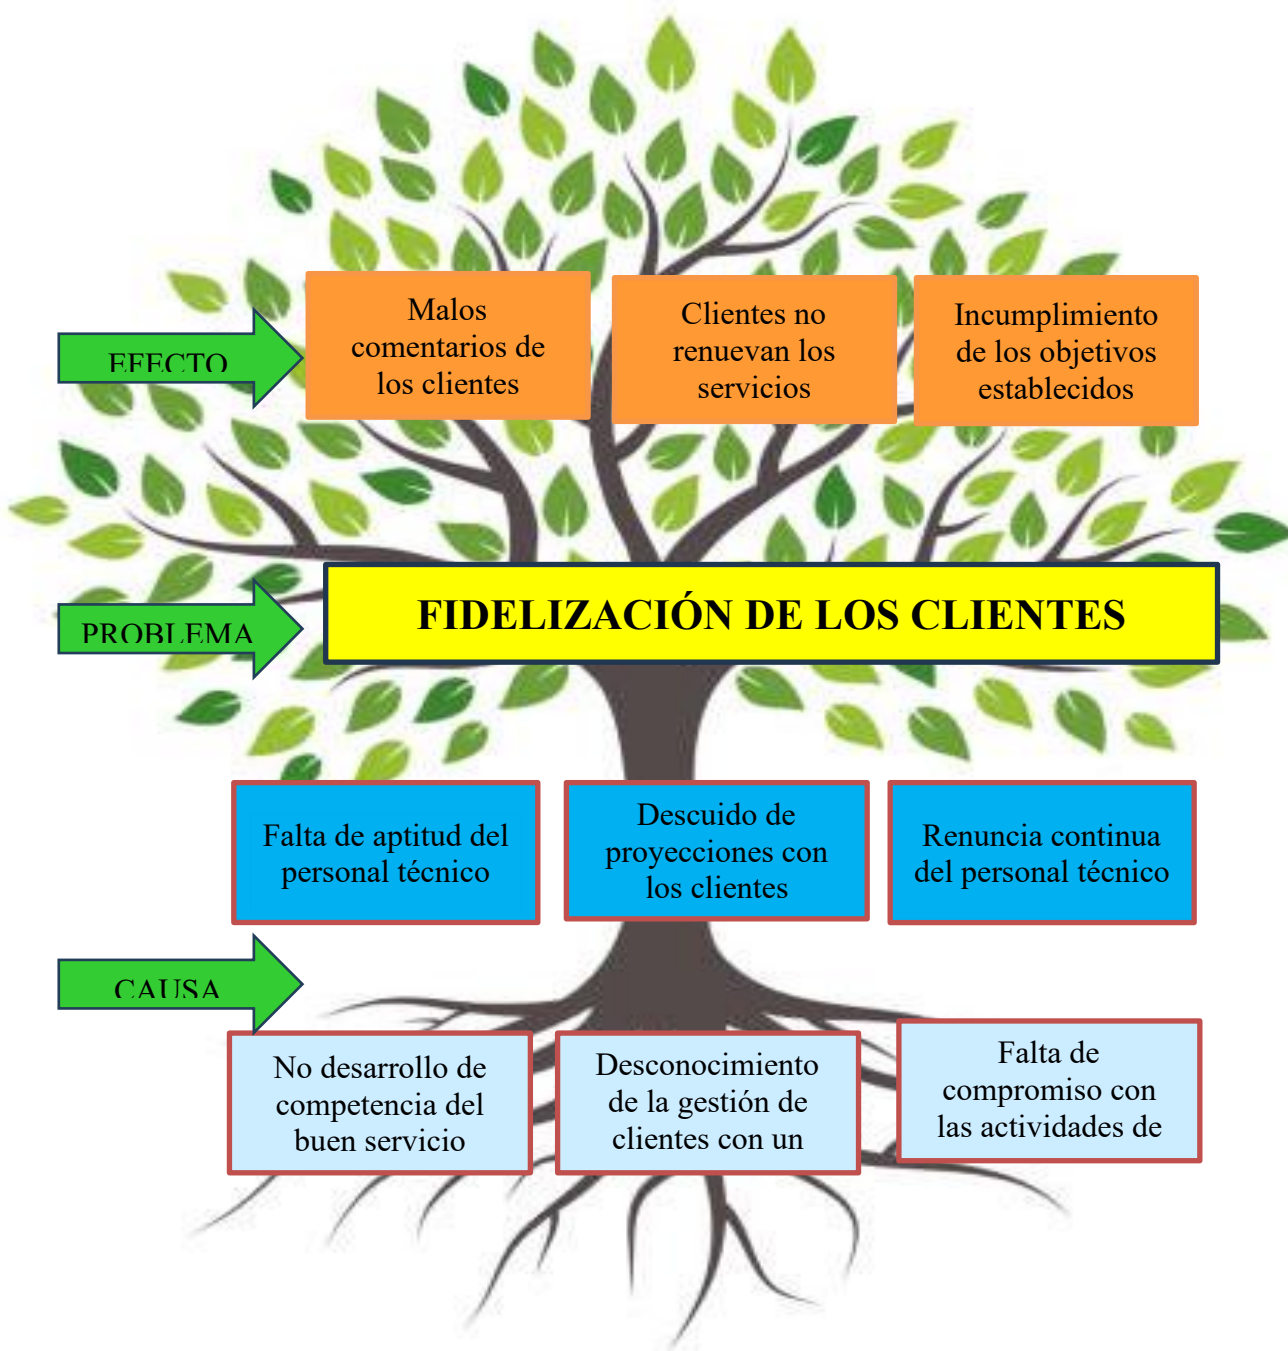 Malos
comentarios de
los clientes
Clientes no
renuevan los
servicios
Incumplimiento
de los objetivos
establecidos
EFECTO
FIDELIZACIÓN DE LOS CLIENTES
PROBLEMA
Falta de aptitud del
personal técnico
Descuido de
proyecciones con
los clientes
Renuncia continua
del personal técnico
CAUSA
No desarrollo de
competencia del
buen servicio
Desconocimiento
de la gestión de
clientes con un
Falta de
compromiso con
las actividades de